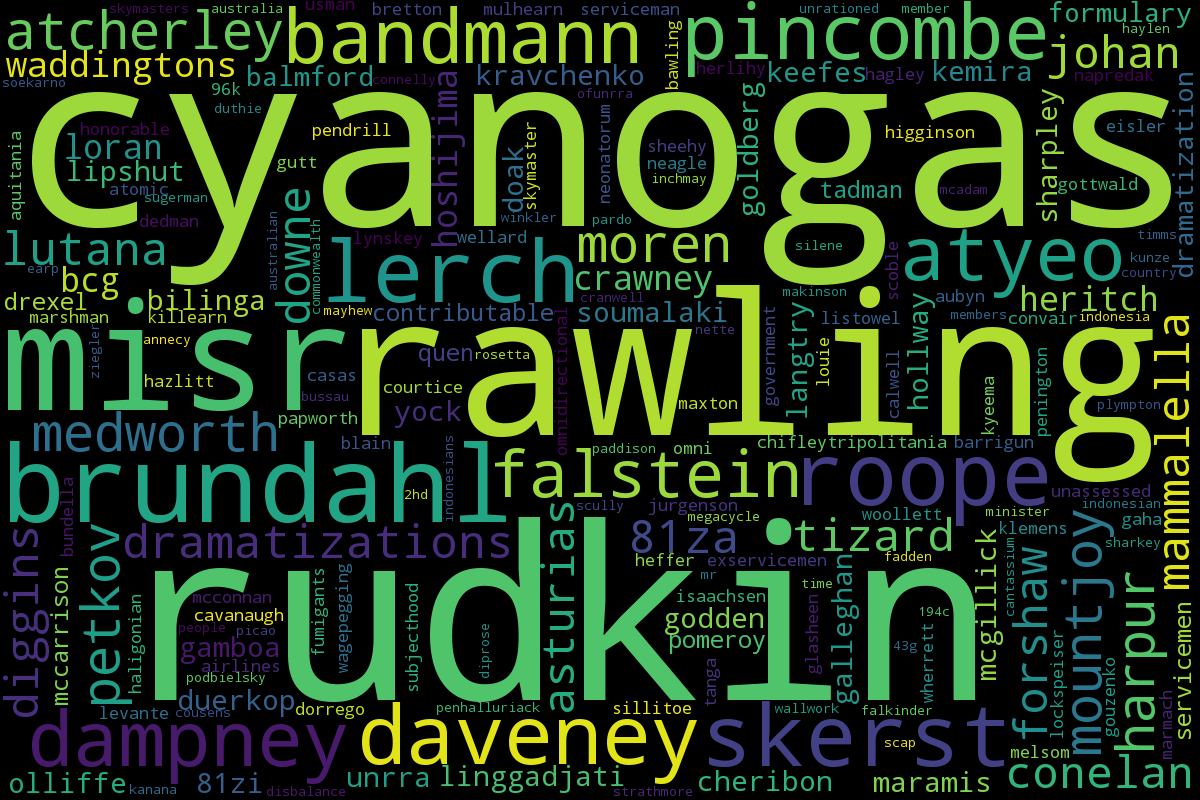 skymasters australia usman bretton mulhearn serviceman unrationed member formulary
atcherley bandmann pincombe haylen
waddingtons balmford connelly kravchenko bawling herlihy keefes hagley kemira johan napredak
soekarno 96k duthie ofunrra
cyanogas
honorable pendrill hoshijima doak skymaster neonatorum sheehy goldberg higginson sharpley eisler dramatization
aquitania loran lipshut gutt neagle inchmay tadman mcadam gottwald
atomic sugerman dedman winkler pardo
lutana downe commonwealth australian lynskey wellard moren silene atyeo timms
earp bcg lerch crawney scoble kunze country
drexel bilinga cranwell makinson aubyn heritch
marshman killearn mayhew contributable soumalaki nette government langtry listowel hollway members convair indonesia
ziegler annecy misr rawling
hazlitt casas quen rosetta omnidirectional louie calwell kyeema penington mammalella
bussau courtice maxton plympton
papworth yock
medworth blain paddison omni chifleytripolitania barrigun
brundahl indonesians 2hd falstein roope unassessed
bundella scully jurgenson megacycle woollett minister indonesian
diggins petkov dramatizations 81za tizard klemens gaha sharkey
heffer exservicemen fadden mcgillick cantassium
rudkin
mccarrison haligonian mcconnan fumigants wagepegging subjecthood asturias isaachsen mr time galleghan 194c forshaw mountjoy harpur servicemen
cavanaugh people picao godden
gamboa diprose pomeroy glasheen 43g wherrett lockspeiser gouzenko
airlines podbielsky tanga marmach
duerkop
levante cousens dorrego penhalluriack sillitoe wallwork falkinder
dampney daveney skerst scap melsom
olliffe kanana 81zi disbalance unrra linggadjati strathmore cheribon maramis conelan